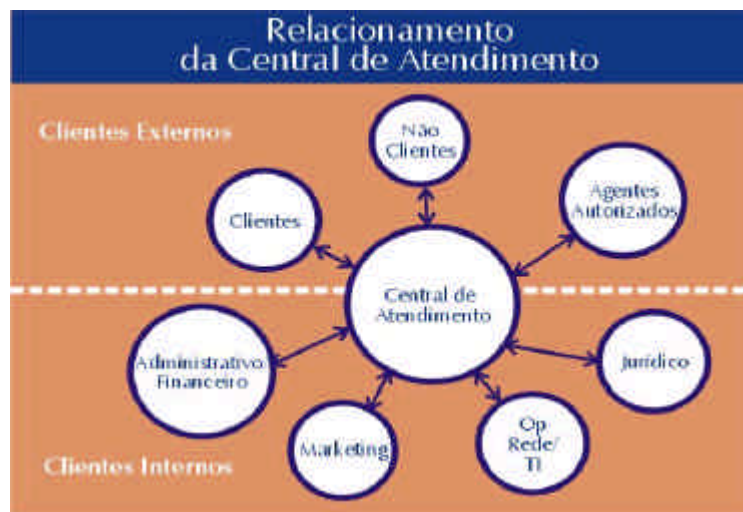 Relacionamento
da Central de Atendimento
Clientes Externos
Não
Clientes
Agentes
Autorizados
Clientes
Central de
Atendimento
Administrativo
Financeiro
Jurídico
Marketing
Op
Rede/
TI
Clientes Internos